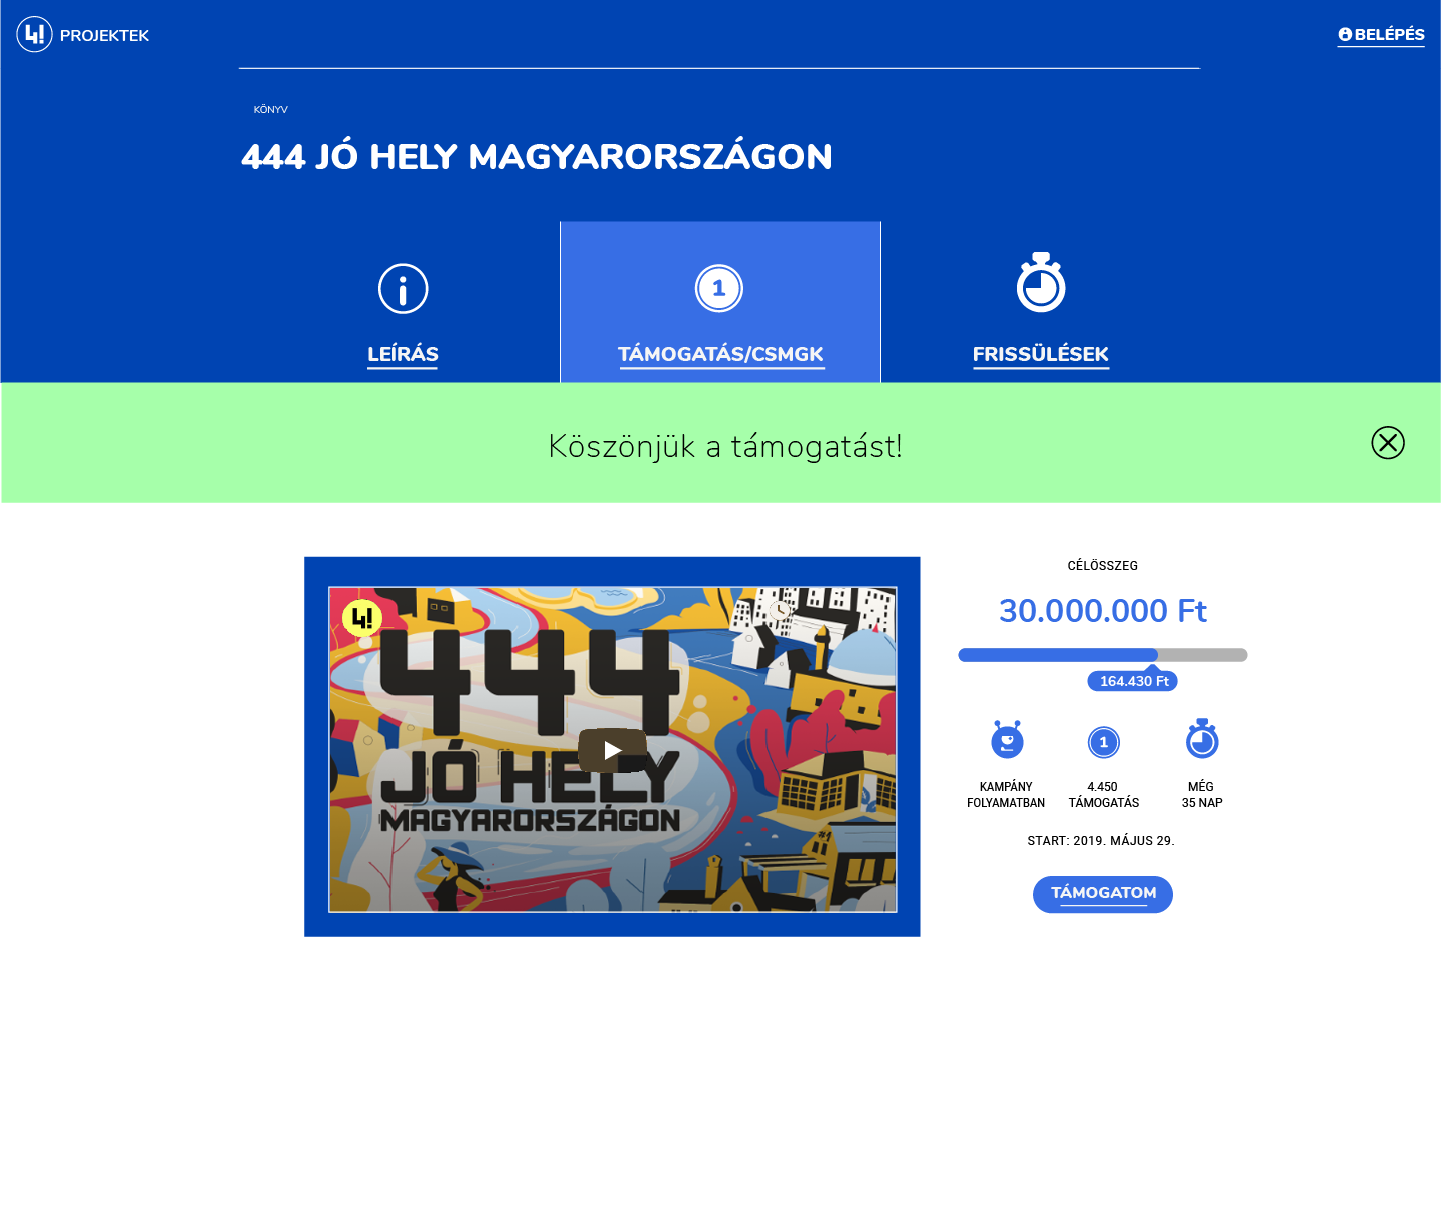 4! PROJEKTEK
BELÉPÉS
KÖNYV
444 JÓ HELY MAGYARORSZÁGON
1
LEÍRÁS
TÁMOGATÁS/CSMGK
FRISSÜLÉSEK
Köszönjük a támogatást!
4!
444
JÓ HELY
MAGYARORSZÁGON
CÉLÖSSZEG
30.000.000 Ft
164.430 Ft
1
KAMPÁNY
FOLYAMATBAN
4.450
TÁMOGATÁS
MÉG
35 NAP
START: 2019. MÁJUS 29.
TÁMOGATOM